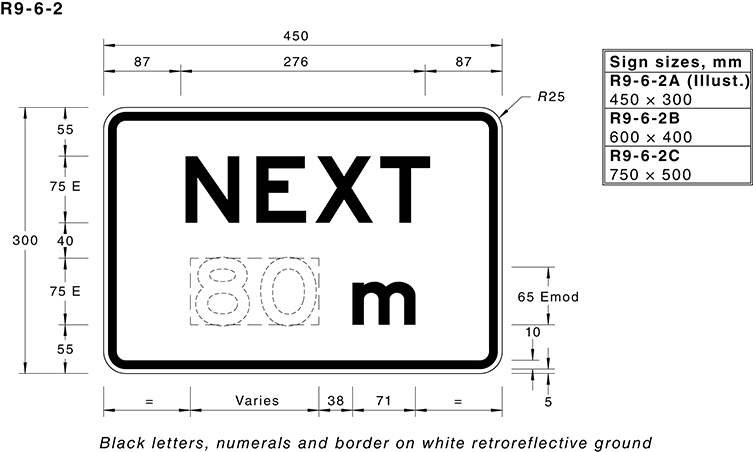 R9-6-2
450
87 276 87
R25
Sign sizes, mm
R9-6-2A (Illust.)
450 × 300
R9-6-2B
600 × 400
R9-6-2C
750 × 500
55
75 E
300
40
75 E
55
NEXT
80 m
65 Emod
10
5
= Varies 38 71 =
Black letters, numerals and border on white retroreflective ground